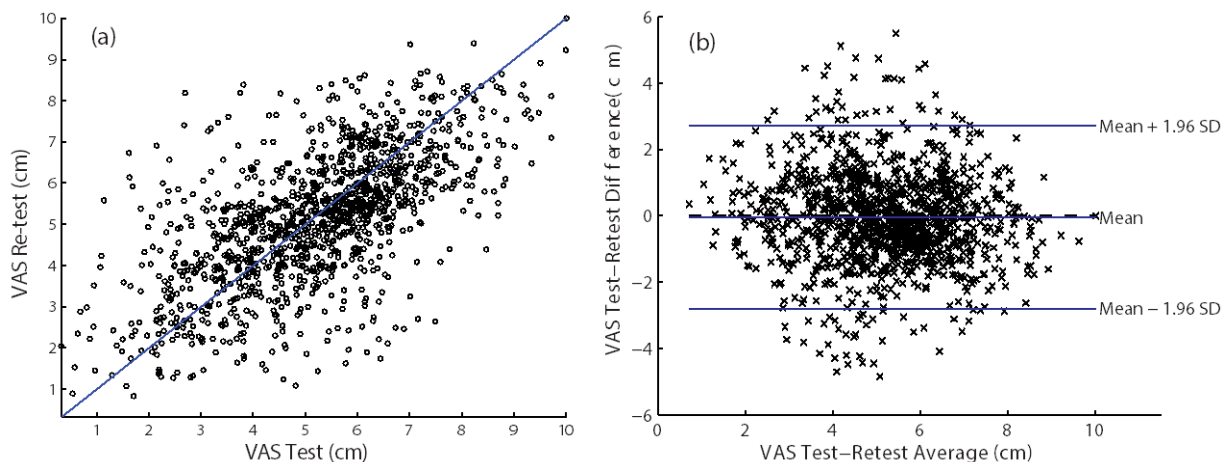 (a)
VAS Re-test (cm)
10
9
8
7
6
5
4
3
2
1
1 2 3 4 5 6 7 8 9 10
VAS Test (cm)
(b)
VAS Test−Retest Difference( c m)
6
4
2
0
−2
−4
−6
Mean + 1.96 SD
Mean
Mean − 1.96 SD
0 2 4 6 8 10
VAS Test−Retest Average (cm)